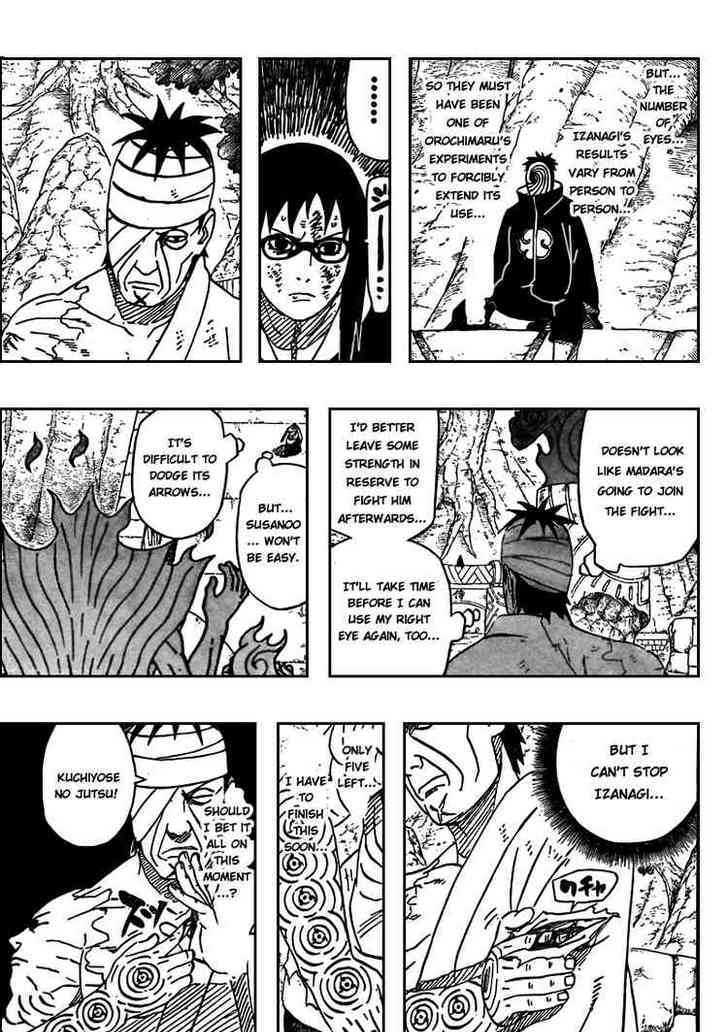 BUT...
THE
NUMBER
OF
EYES...
IZANAGI'S
RESULTS
VARY FROM
PERSON TO
PERSON...
SO THEY MUST
HAVE BEEN
ONE OF
OROCHIMARU'S
EXPERIMENTS
TO FORCIBLY
EXTEND ITS
USE...
DOESN'T LOOK
LIKE MADARA'S
GOING TO JOIN
THE FIGHT...
I'D BETTER
LEAVE SOME
STRENGTH
IN RESERVE
TO FIGHT HIM
AFTERWARDS...
IT'LL TAKE TIME
BEFORE I CAN
USE MY RIGHT
EYE AGAIN, TOO...
IT'S
DIFFICULT TO
DODGE ITS
ARROWS...
BUT...
SUSANOO
... WON'T
BE EASY.
BUT I
CAN'T STOP
IZANAGI...
ONLY
FIVE
LEFT...
I HAVE
TO
FINISH
THIS
SOON...
SHOULD
I BET IT
ALL ON
THIS
MOMENT
...?
KUCHIYOSE
NO JUTSU!